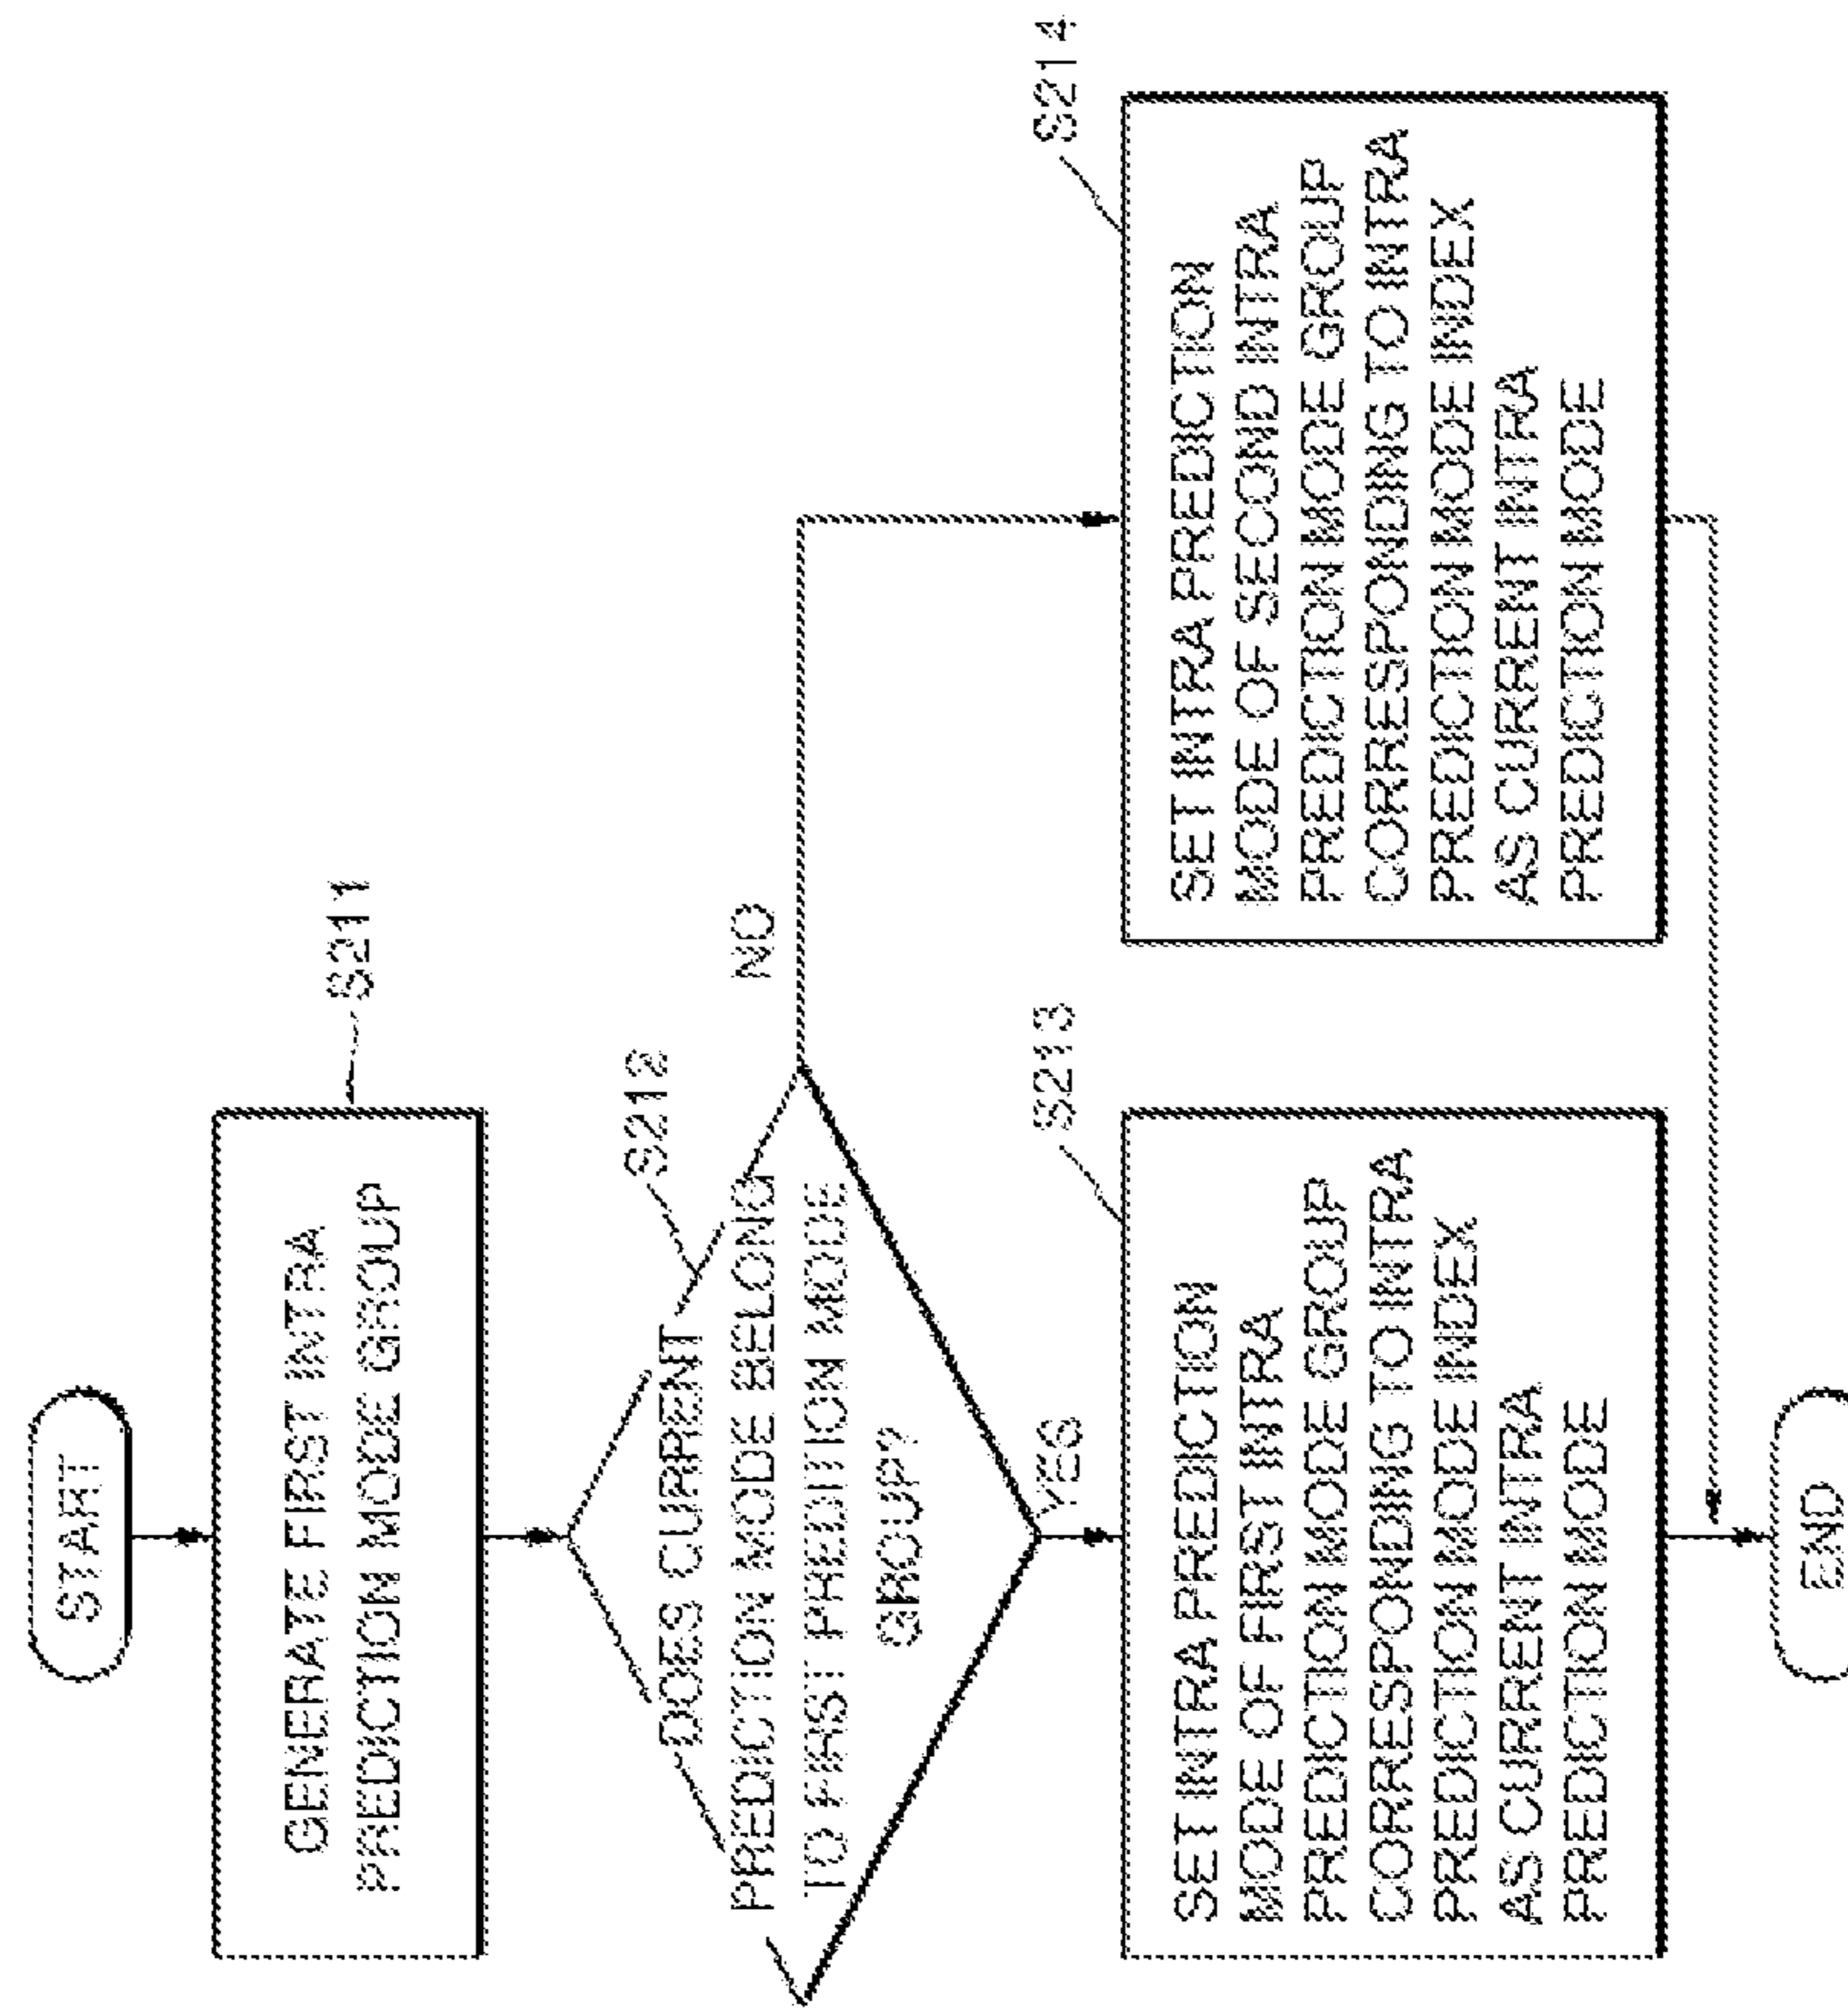 START
GENERATE FIRST INTRA
PREDICTION MODE GROUP
S211
DOES CURRENT
PREDICTION MODE BELONG
TO FIRST PREDITION MODE
GROUP?
S212
NO
YES
SET INTRA PREDICTION
MODE OF FIRST INTRA
PREDICTION MODE GROUP
CORRESPONDING TO INTRA
PREDICTION MODE INDEX
AS CURRENT INTRA
PREDICTION MODE
S213
SET INTRA PREDICTION
MODE OF SECOND INTRA
PREDICTION MODE GROUP
CORRESPONDING TO INTRA
PREDICTION MODE INDEX
AS CURRENT INTRA
PREDICTION MODE
S214
END